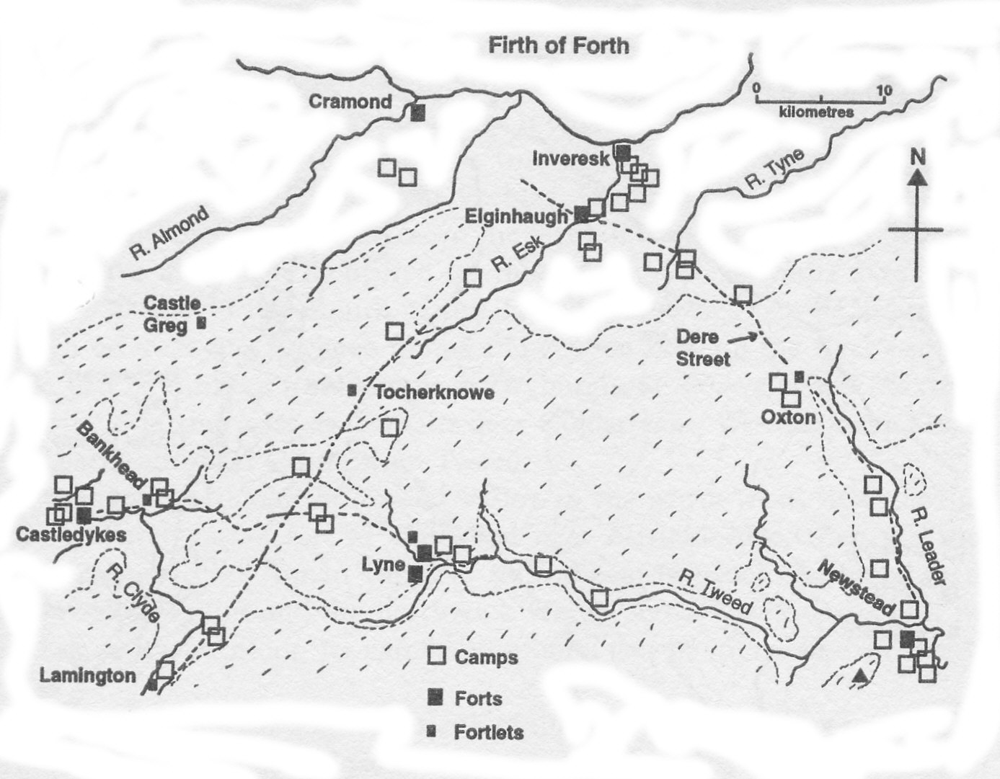 Firth of Forth
Cramond
0 10
kilometres
Inveresk
R. Tyne
N
Elginhaugh
R. Almond
R. Esk
Castle
Greg
Dere
Street
Tocherknowe
Oxton
Bankhead
Castledykes
R. Leader
Lyne
R. Clyde
R. Tweed
Newstead
Lamington
Camps
Forts
Fortlets